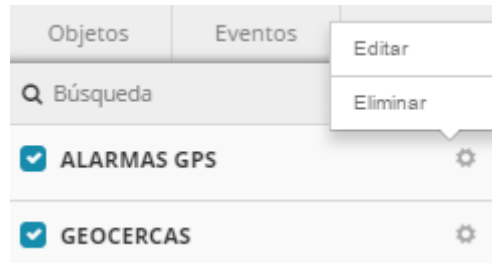 Objetos Eventos
Editar
Búsqueda
Eliminar
ALARMAS GPS
GEOCERCAS